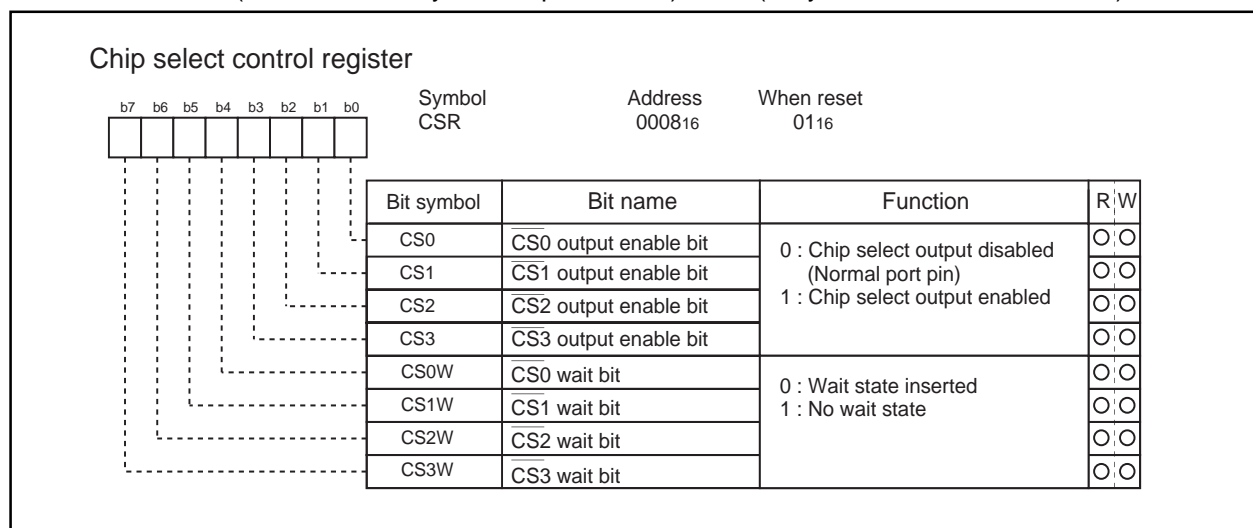 Chip select control register
b7 b6 b5 b4 b3 b2 b1 b0
Symbol Address When reset
CSR 000816 0116
Bit symbol Bit name Function R W
CS0 CS0 output enable bit 0 : Chip select output disabled
CS1 CS1 output enable bit (Normal port pin)
CS2 CS2 output enable bit 1 : Chip select output enabled
CS3 CS3 output enable bit
CS0W CS0 wait bit 0 : Wait state inserted
CS1W CS1 wait bit 1 : No wait state
CS2W CS2 wait bit
CS3W CS3 wait bit